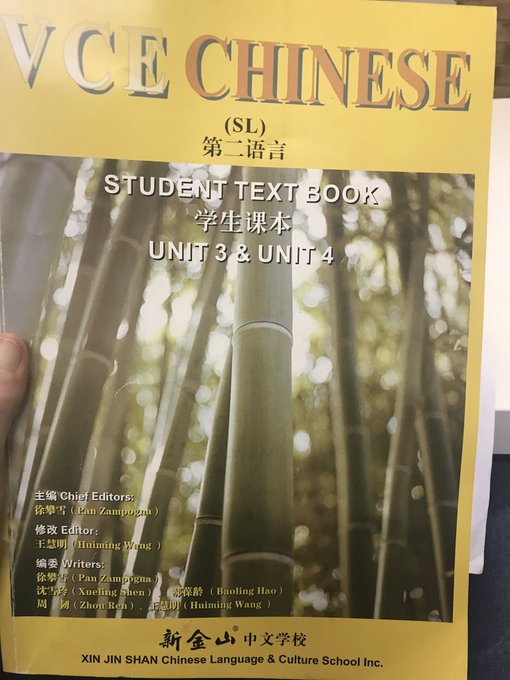 VCE CHINESE
(SL)
第二语言
STUDENT TEXT BOOK
学生课本
UNIT 3 & UNIT 4
主编 Chief Editors:
徐攀雪 (Pan Zampogna)
修改 Editor:
王慧明 (Huiming Wang )
编委 Writers:
徐攀雪 (Pan Zampogna)
沈雪玲 (Xueling Shen) 、 郝葆龄 (Baoling Hao)
周 韧 (Zhou Ren) 、王慧明 (Huiming Wang )
新金山® 中文学校
XIN JIN SHAN Chinese Language & Culture School Inc.